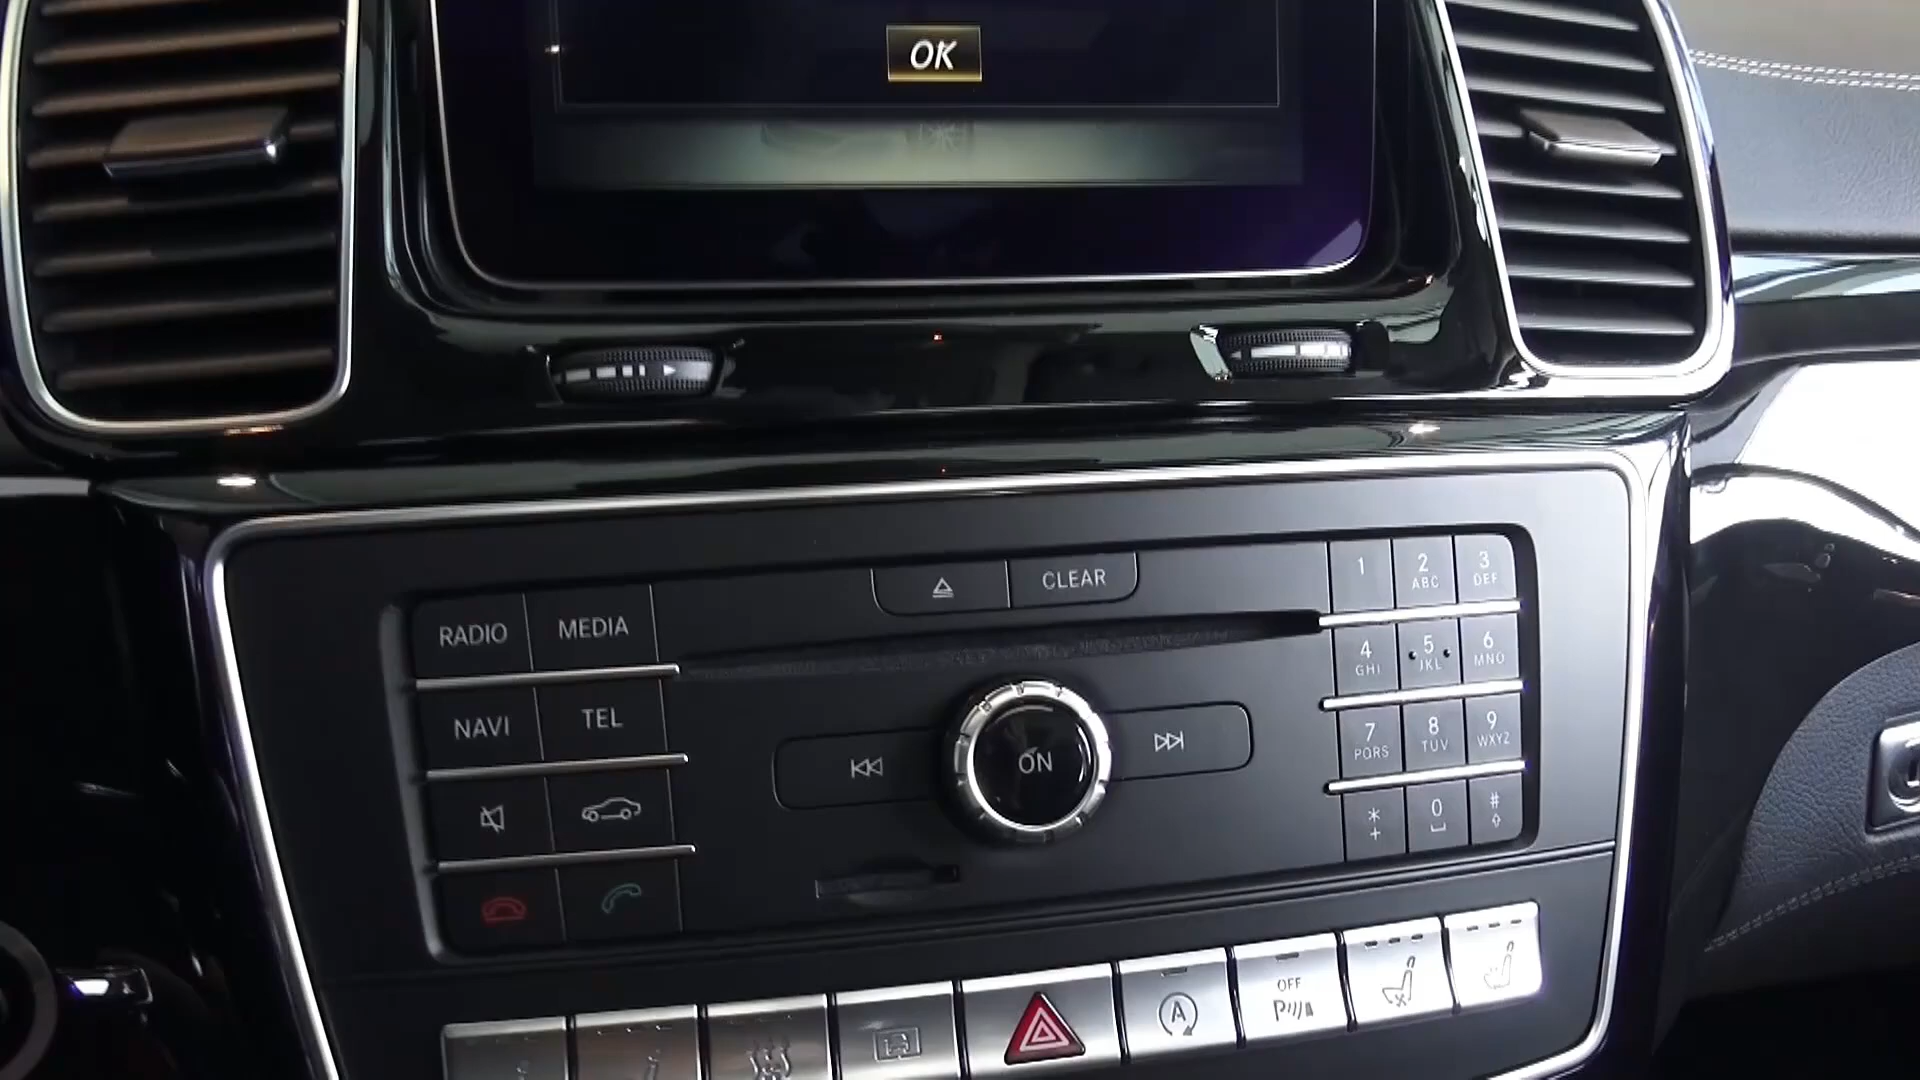 OK
CLEAR
RADIO MEDIA
NAVI TEL
ON
1 2 ABC 3 DEF
4 GHI 5 JKL 6 MNO
7 PQRS 8 TUV 9 WXYZ
* + 0 #
OFF
P
A